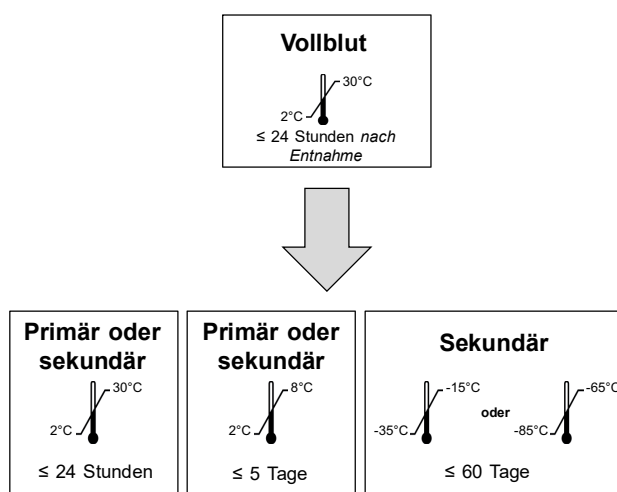 Vollblut
30°C
2°C
≤ 24 Stunden nach
Entnahme
Primär oder
sekundär
30°C
2°C
≤ 24 Stunden
Primär oder
sekundär
8°C
2°C
≤ 5 Tage
Sekundär
-15°C
-35°C
oder
-65°C
-85°C
≤ 60 Tage